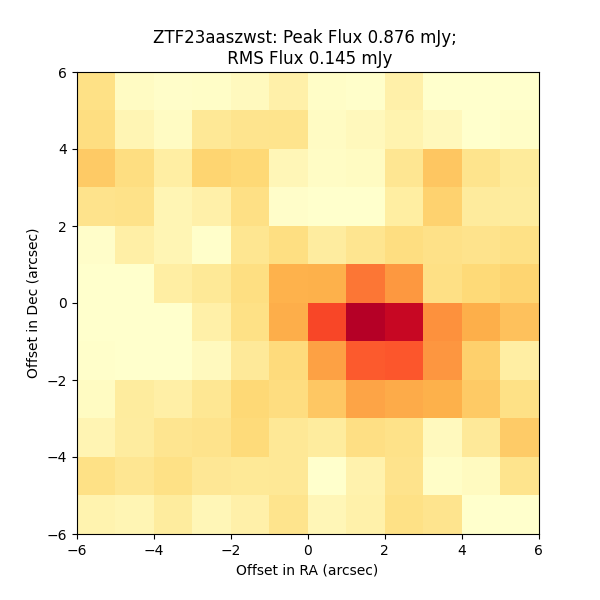 ZTF23aaszwst: Peak Flux 0.876 mJy;
RMS Flux 0.145 mJy
6
4
2
0
−2
−4
−6
Offset in Dec (arcsec)
−6 −4 −2 0 2 4 6
Offset in RA (arcsec)